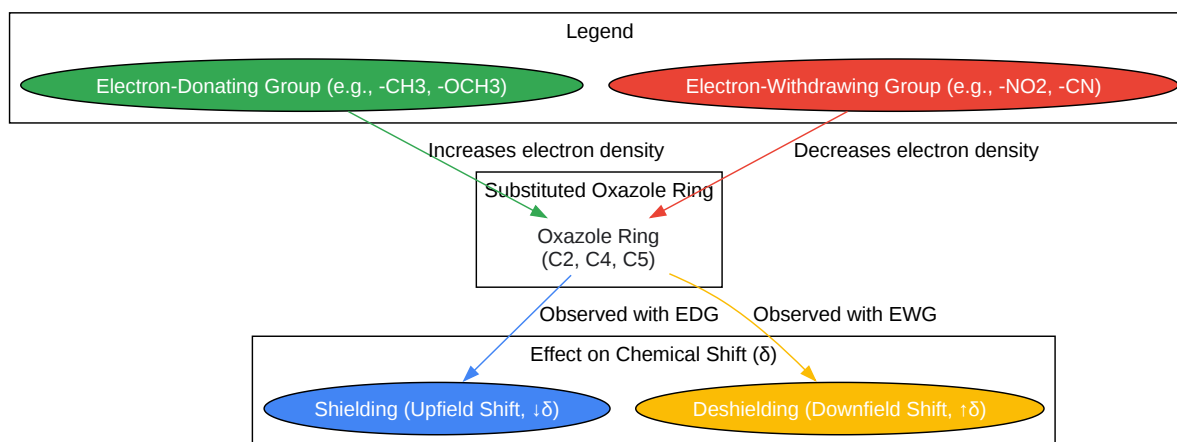 Legend
Electron-Donating Group (e.g., -CH3, -OCH3)
Electron-Withdrawing Group (e.g., -NO2, -CN)
Increases electron density
Decreases electron density
Substituted Oxazole Ring
Oxazole Ring
(C2, C4, C5)
Observed with EDG
Observed with EWG
Effect on Chemical Shift (δ)
Shielding (Upfield Shift, ↓δ)
Deshielding (Downfield Shift, ↑δ)